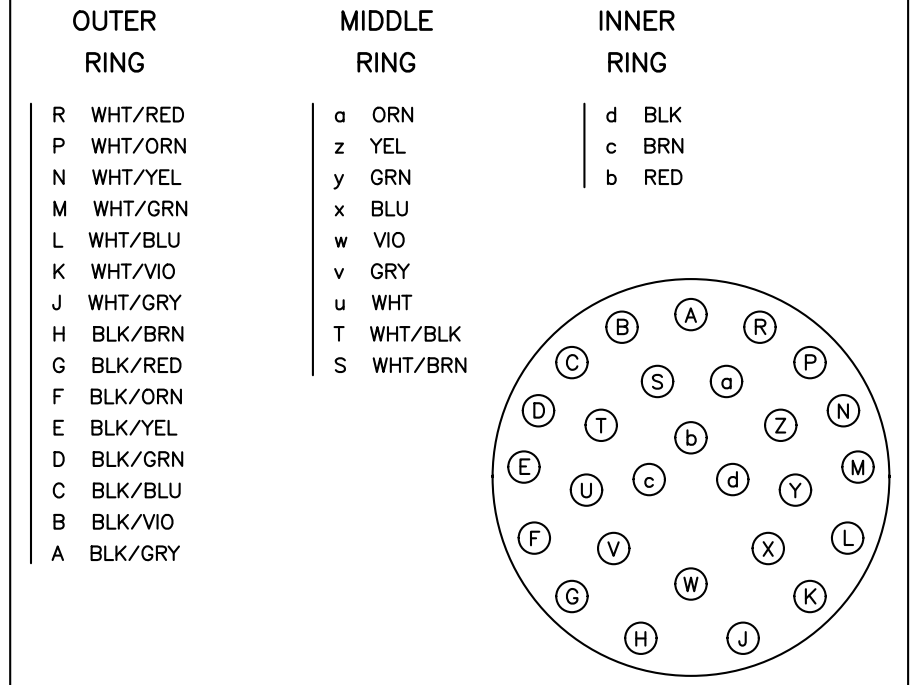 OUTER
RING
R WHT/RED
P WHT/ORN
N WHT/YEL
M WHT/GRN
L WHT/BLU
K WHT/VIO
J WHT/GRY
H BLK/BRN
G BLK/RED
F BLK/ORN
E BLK/YEL
D BLK/GRN
C BLK/BLU
B BLK/VIO
A BLK/GRY
MIDDLE
RING
a ORN
z YEL
y GRN
x BLU
w VIO
v GRY
u WHT
T WHT/BLK
S WHT/BRN
INNER
RING
d BLK
c BRN
b RED
A
B R
C P
S a
D N
T Z
b
E M
c d
U Y
F L
V X
W
G K
H J